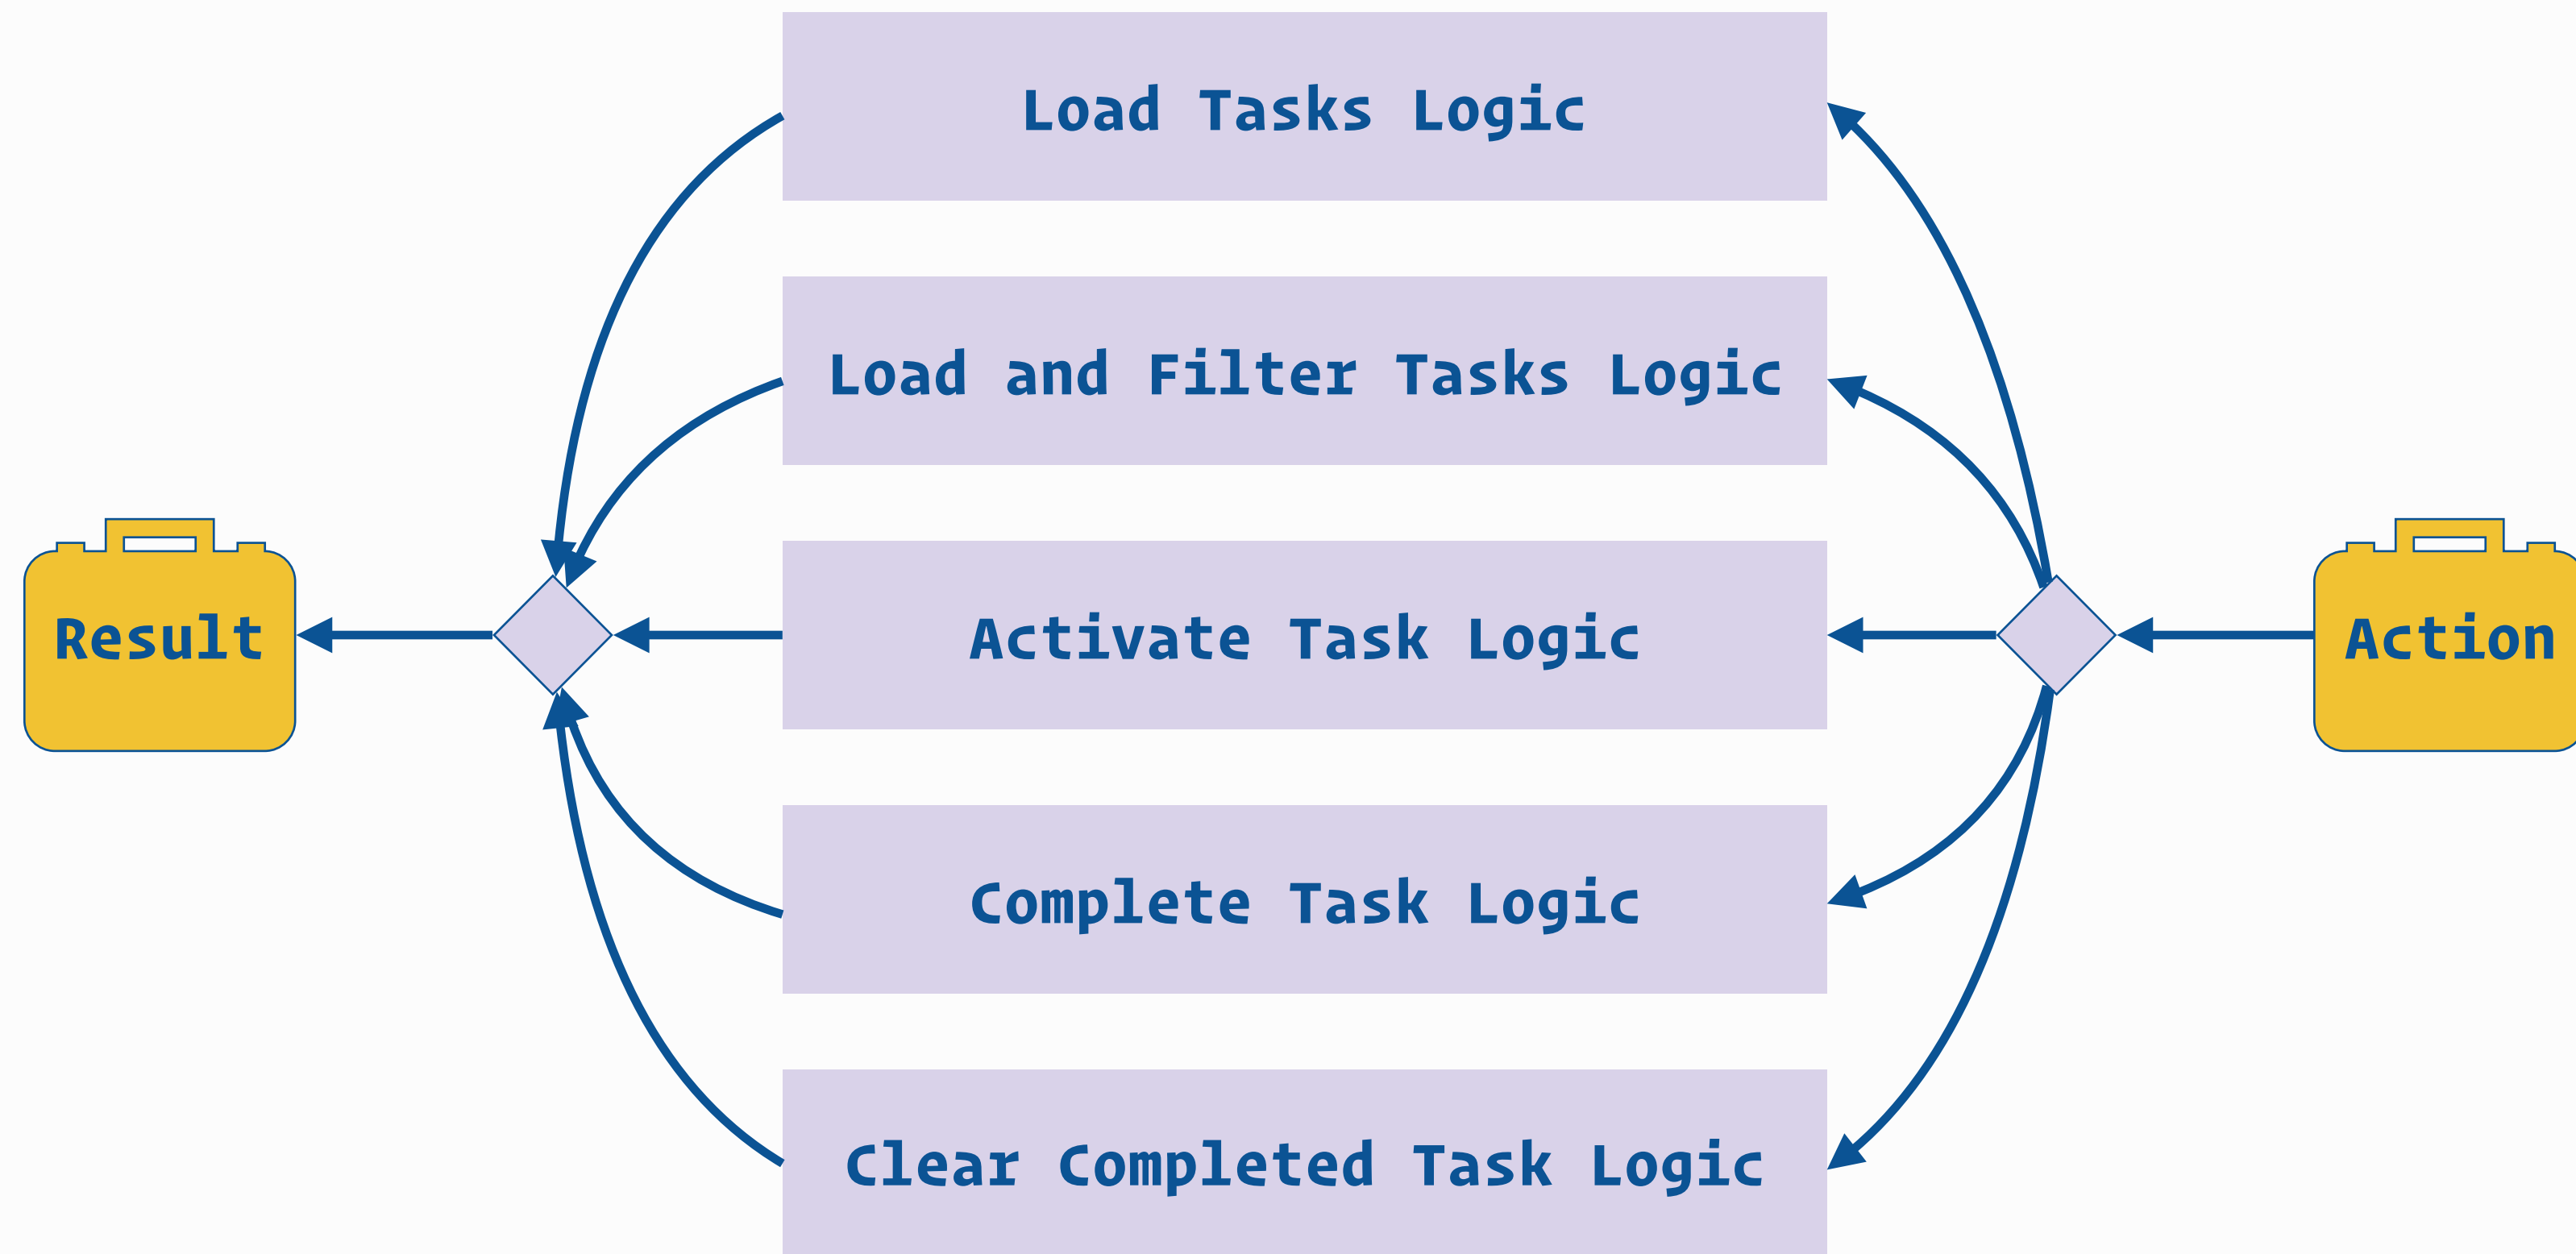 Load Tasks Logic
Load and Filter Tasks Logic
Result
Activate Task Logic
Action
Complete Task Logic
Clear Completed Task Logic